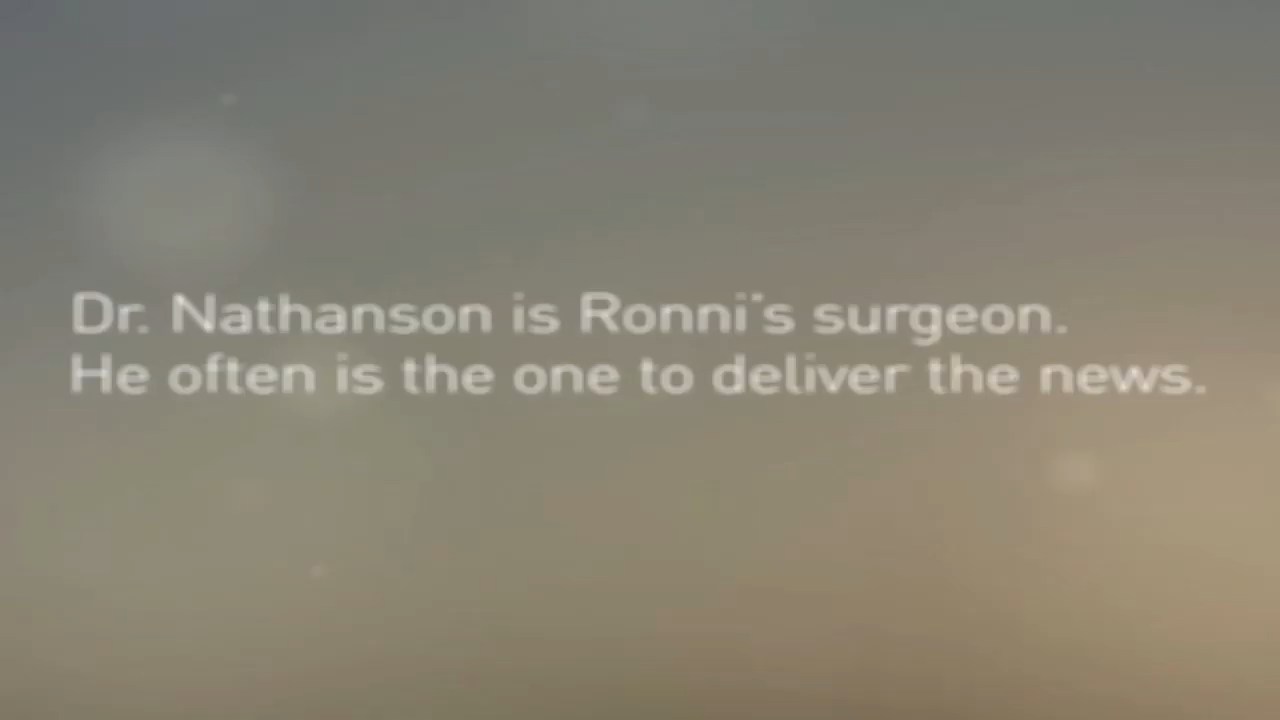 Dr. Nathanson is Ronni's surgeon.
He often is the one to deliver the news.